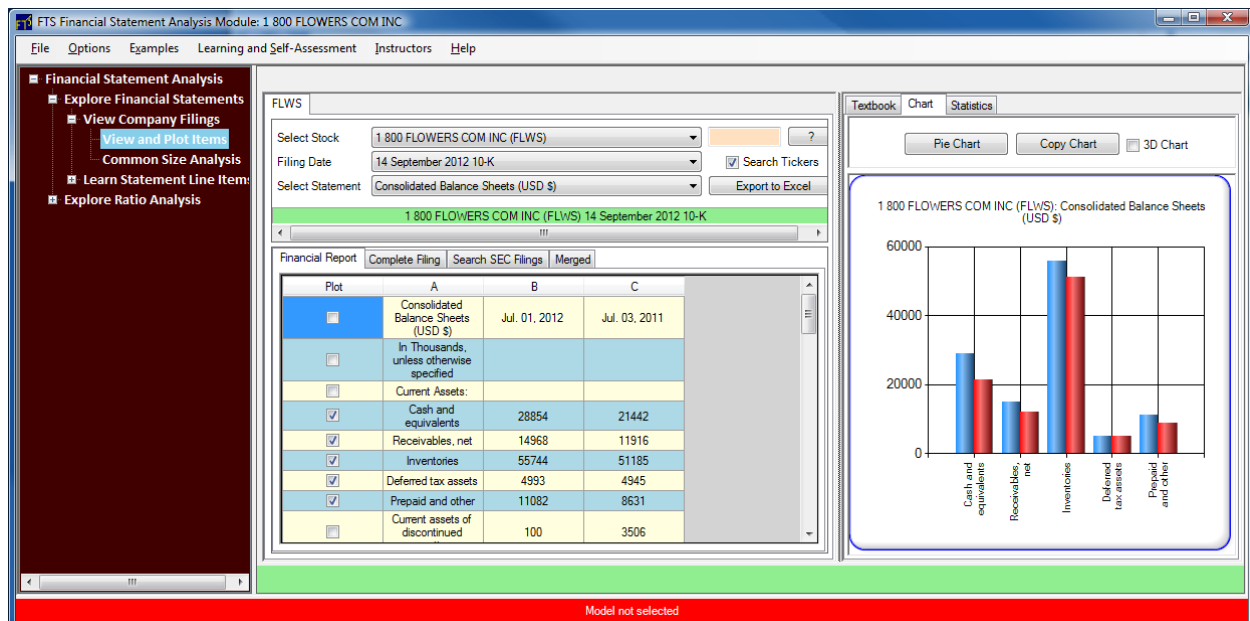 FTS Financial Statement Analysis Module: 1 800 FLOWERS COM INC
File Options Examples Learning and Self-Assessment Instructors Help
Financial Statement Analysis
Explore Financial Statements
View Company Filings
View and Plot Items
Common Size Analysis
Learn Statement Line Item
Explore Ratio Analysis
FLWS
Select Stock 1 800 FLOWERS COM INC (FLWS) ?
Filing Date 14 September 2012 10-K Search Tickers
Select Statement Consolidated Balance Sheets (USD $) Export to Excel
1 800 FLOWERS COM INC (FLWS) 14 September 2012 10-K
Financial Report Complete Filing Search SEC Filings Merged
Plot A B C
Consolidated
Balance Sheets Jul. 01, 2012 Jul. 03, 2011
(USD $)
In Thousands,
unless otherwise
specified
Current Assets:
Cash and
equivalents 28854 21442
Receivables, net 14968 11916
Inventories 55744 51185
Deferred tax assets 4993 4945
Prepaid and other 11082 8631
Current assets of
discontinued 100 3506
Textbook Chart Statistics
Pie Chart Copy Chart 3D Chart
1 800 FLOWERS COM INC (FLWS): Consolidated Balance Sheets
(USD $)
60000
40000
20000
0
Cash and
equivalents
Receivables,
net
Inventories
Deferred
tax assets
Prepaid
and other
Model not selected